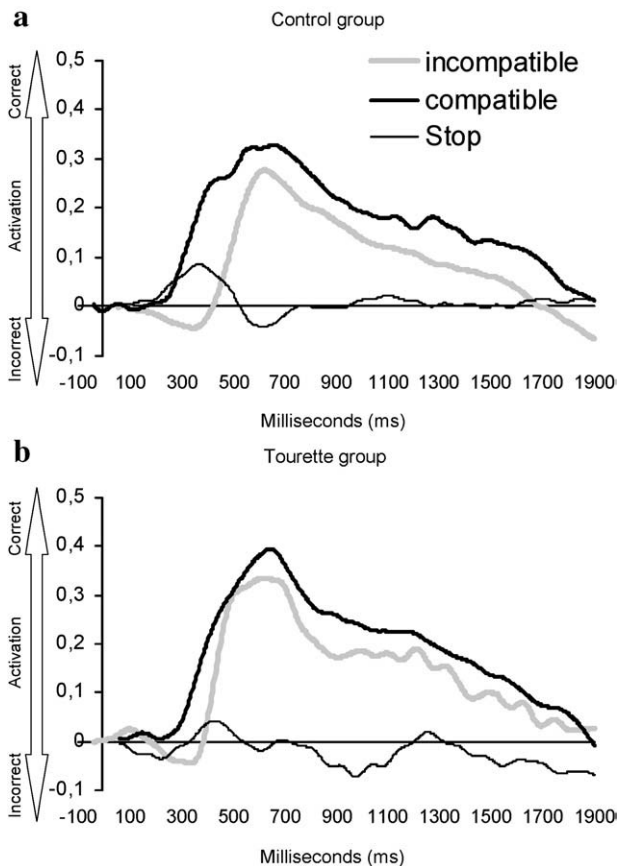 a
Control group
Correct
Activation
Incorrect
0,5
0,4
0,3
0,2
0,1
0
-0,1
incompatible
compatible
Stop
-100 100 300 500 700 900 1100 1300 1500 1700 1900
Milliseconds (ms)
b
Tourette group
Correct
Activation
Incorrect
0,5
0,4
0,3
0,2
0,1
0
-0,1
-100 100 300 500 700 900 1100 1300 1500 1700 1900
Milliseconds (ms)